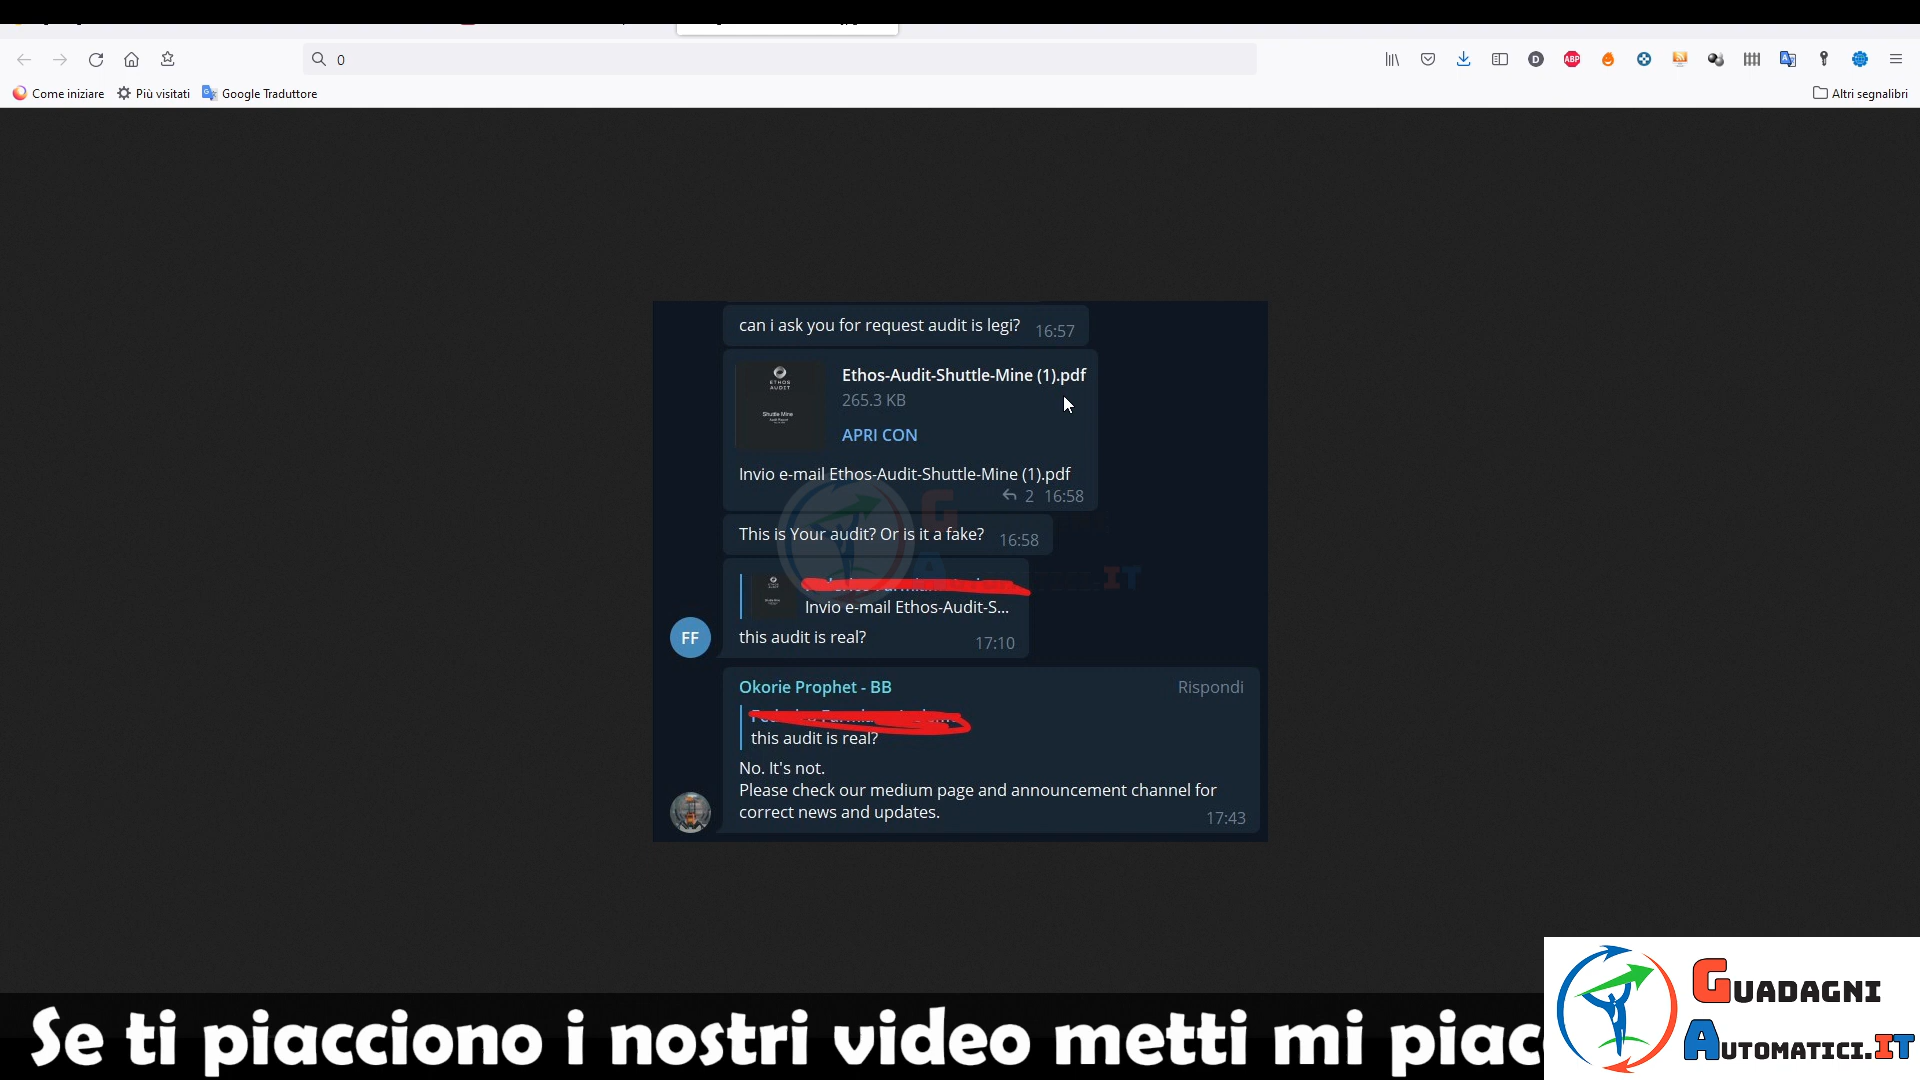 0
Come iniziare
Più visitati
Google Traduttore
Altri segnalibri
can i ask you for request audit is legi? 16:57
ETHOS
AUDIT
Shuttle Mine
Ethos-Audit-Shuttle-Mine (1).pdf
265.3 KB
APRI CON
Invio e-mail Ethos-Audit-Shuttle-Mine (1).pdf
2 16:58
This is Your audit? Or is it a fake? 16:58
Invio e-mail Ethos-Audit-S...
FF
this audit is real? 17:10
Okorie Prophet - BB Rispondi
this audit is real?
No. It's not.
Please check our medium page and announcement channel for
correct news and updates. 17:43
Se ti piacciono i nostri video metti mi piac
GUADAGNI
AUTOMATICI.IT